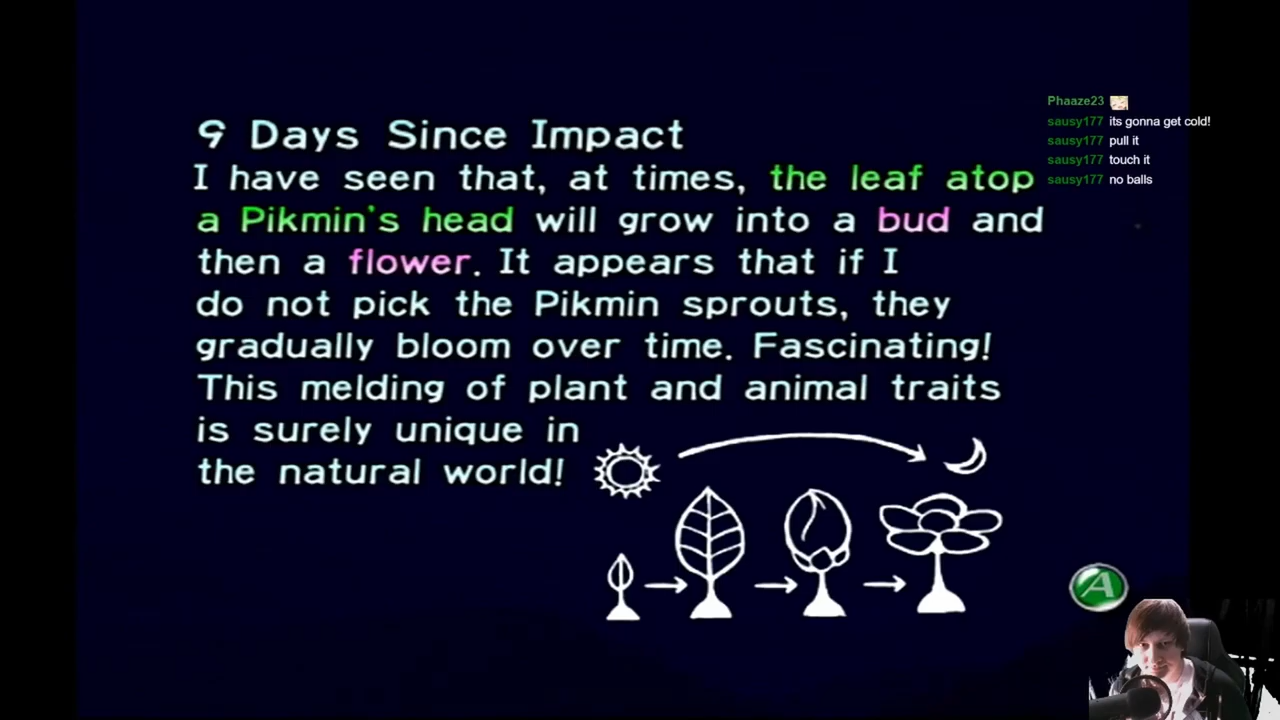 9 Days Since Impact
I have seen that, at times, the leaf atop
a Pikmin's head will grow into a bud and
then a flower. It appears that if I
do not pick the Pikmin sprouts, they
gradually bloom over time. Fascinating!
This melding of plant and animal traits
is surely unique in
the natural world!
A
Phaaze23
sausy177 its gonna get cold!
sausy177 pull it
sausy177 touch it
sausy177 no balls